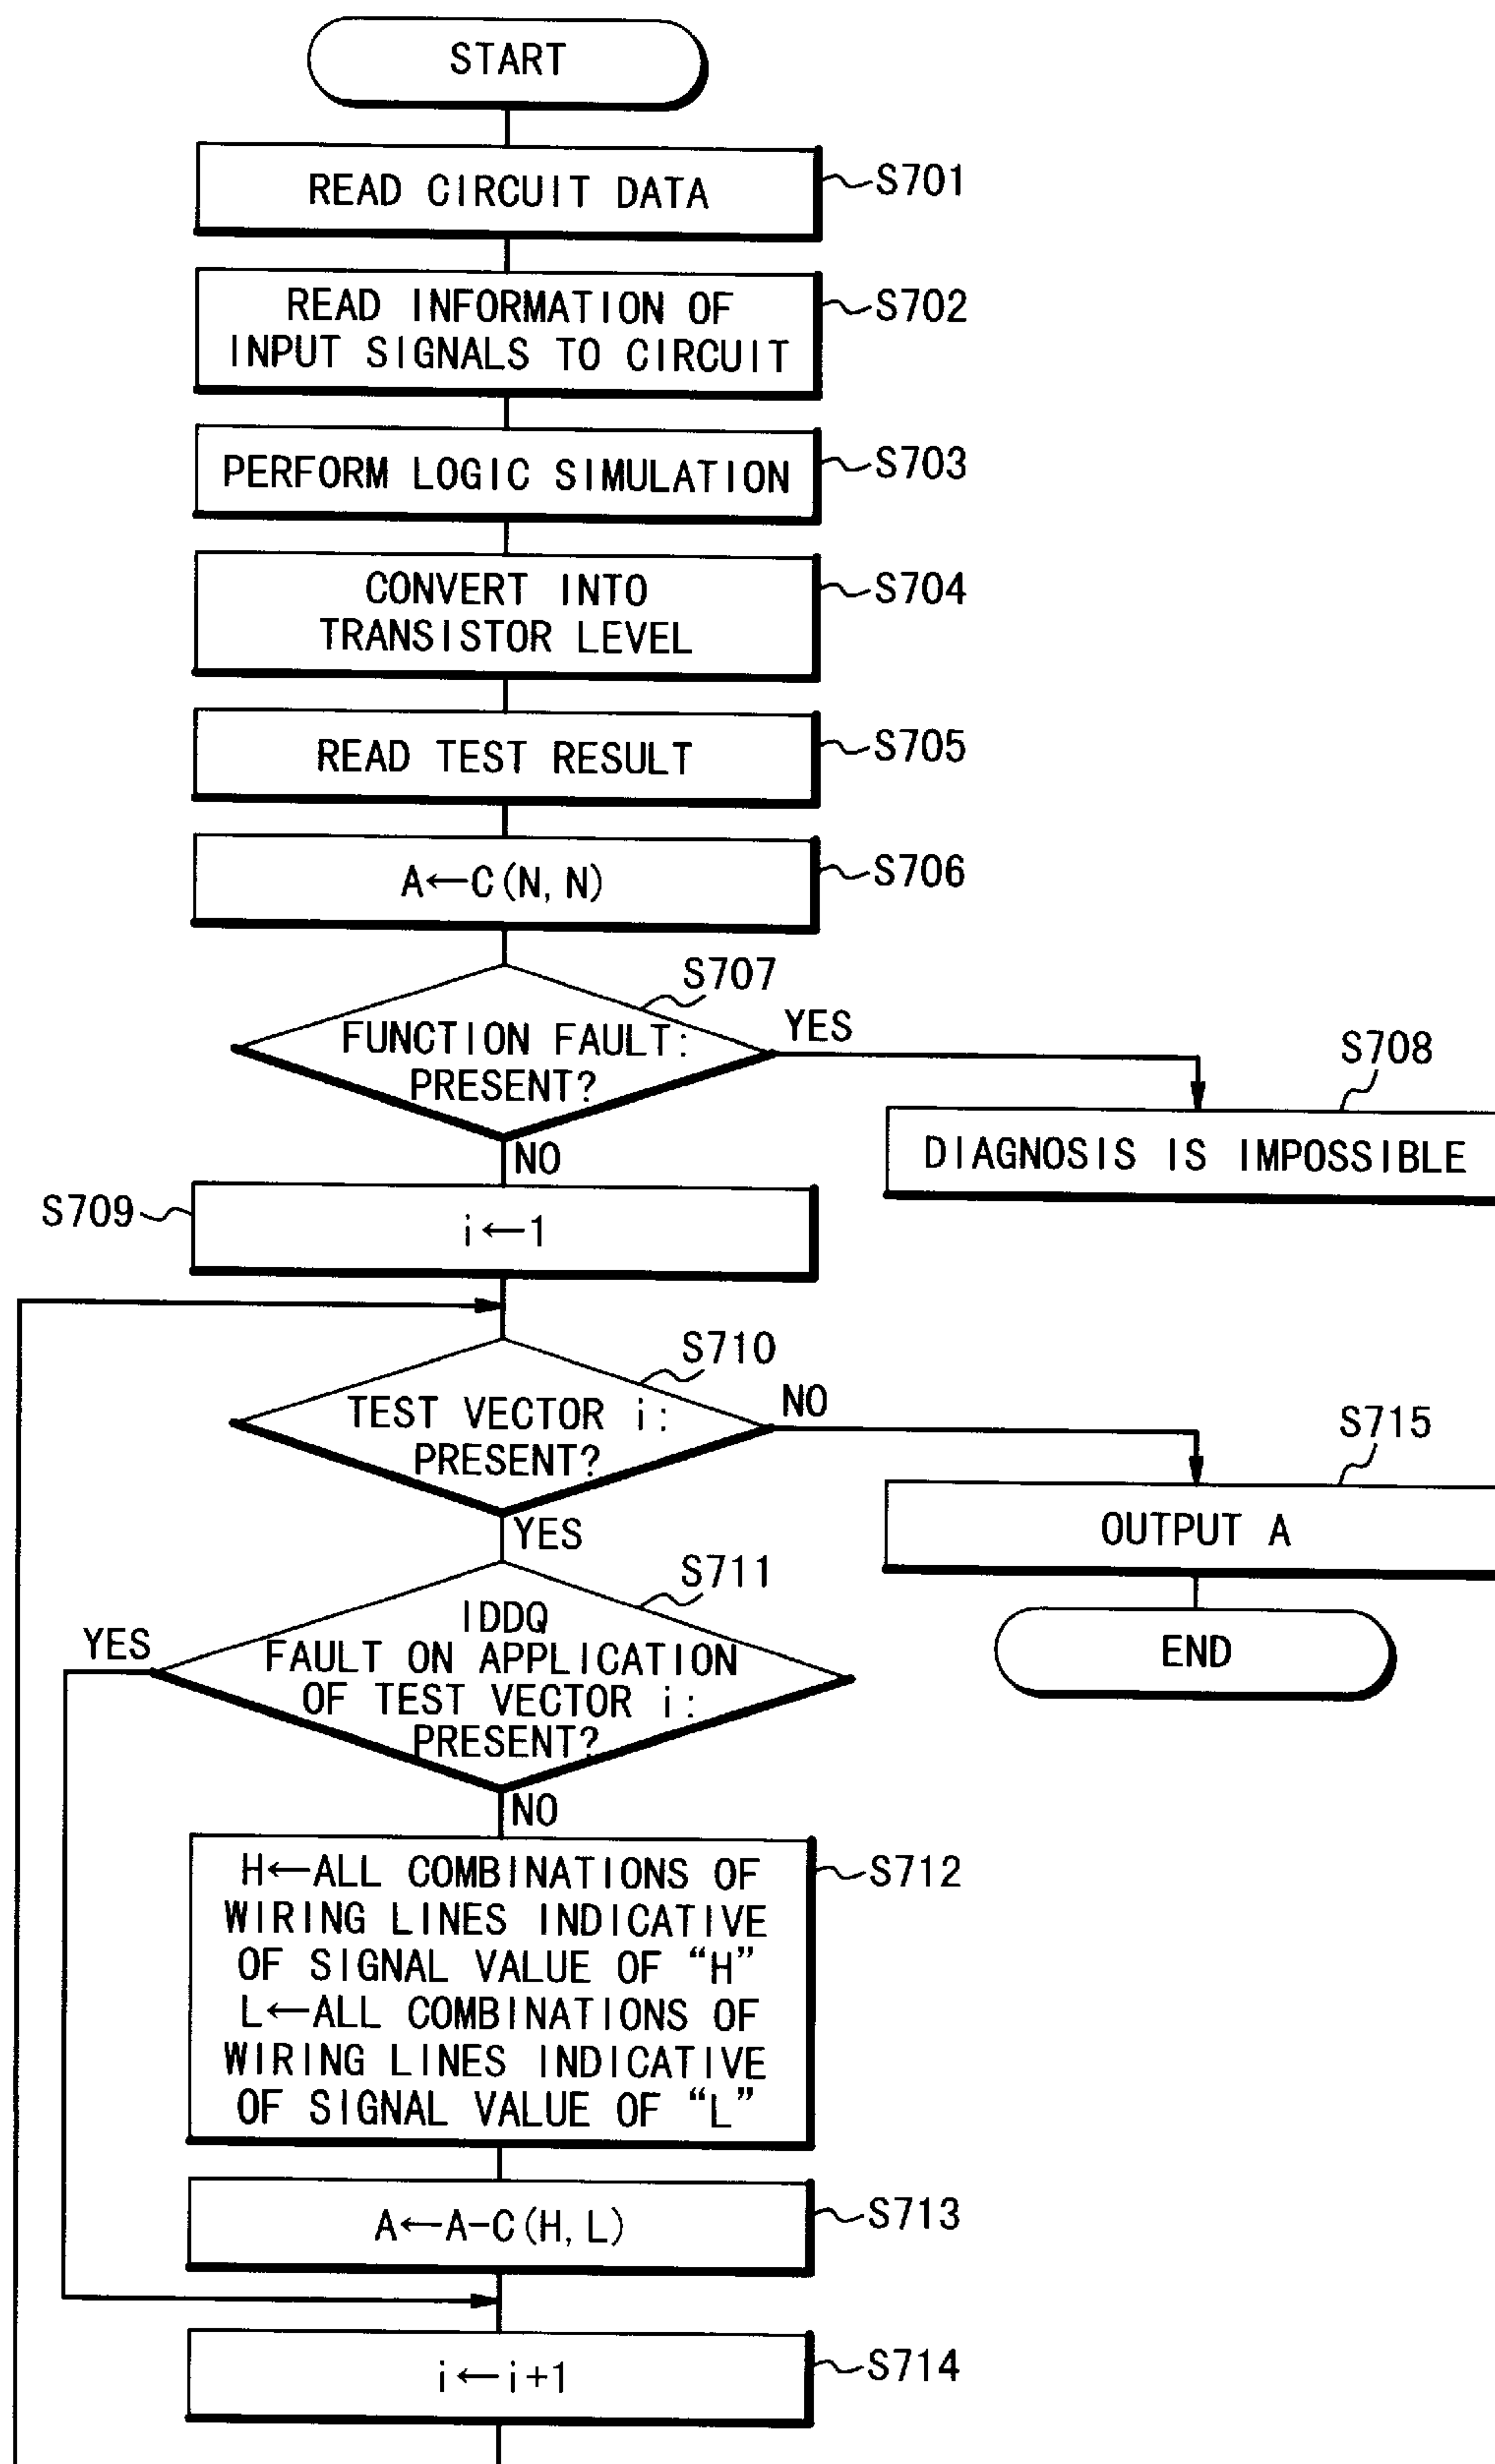 START
READ CIRCUIT DATA
S701
READ INFORMATION OF
INPUT SIGNALS TO CIRCUIT
S702
PERFORM LOGIC SIMULATION
S703
CONVERT INTO
TRANSISTOR LEVEL
S704
READ TEST RESULT
S705
A←C(N,N)
S706
S707
FUNCTION FAULT:
PRESENT?
YES
S708
DIAGNOSIS IS IMPOSSIBLE
NO
S709
i←1
S710
TEST VECTOR i:
PRESENT?
NO
S715
OUTPUT A
END
YES
S711
IDDQ
FAULT ON APPLICATION
OF TEST VECTOR i:
PRESENT?
YES
NO
H←ALL COMBINATIONS OF
WIRING LINES INDICATIVE
OF SIGNAL VALUE OF “H”
L←ALL COMBINATIONS OF
WIRING LINES INDICATIVE
OF SIGNAL VALUE OF “L”
S712
A←A-C(H,L)
S713
i←i+1
S714